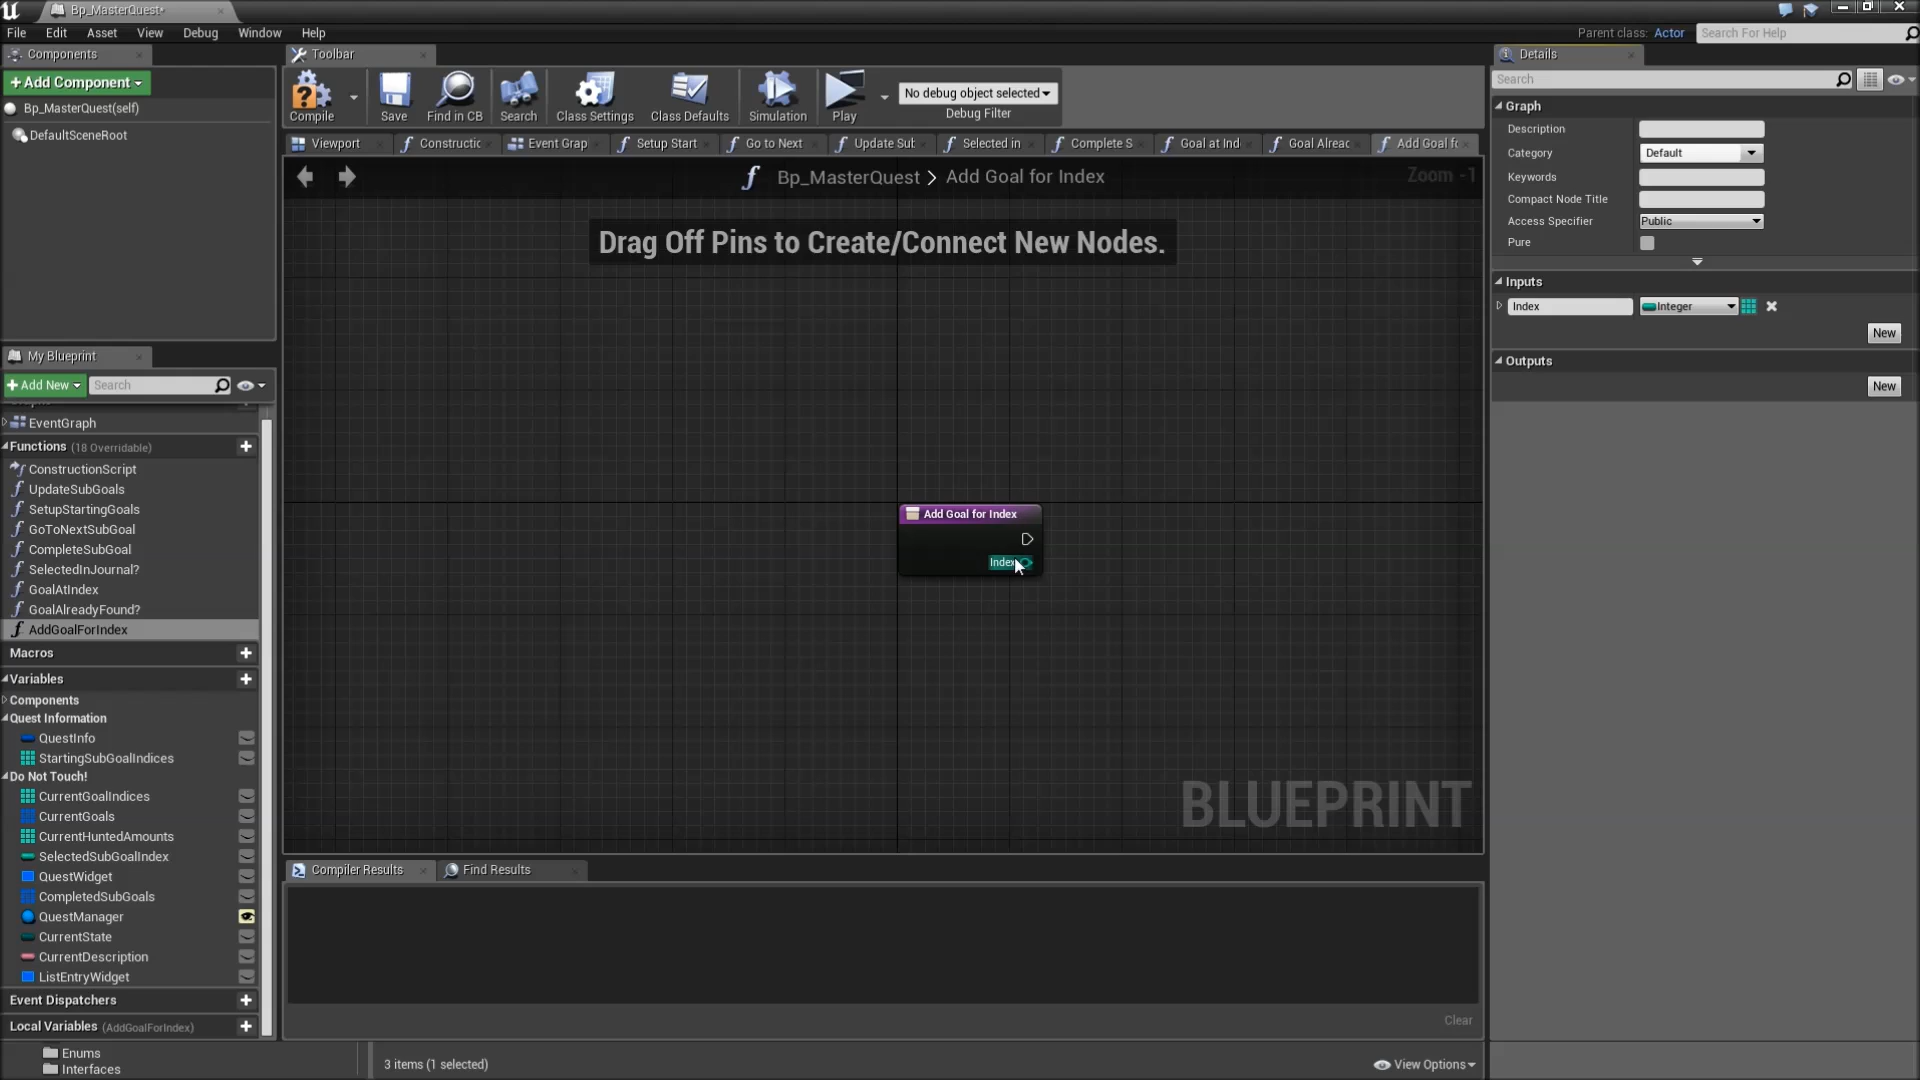 Bp_MasterQuest*
File Edit Asset View Debug Window Help
Parent class: Actor
Search For Help
Components
Toolbar
Details
+Add Component
Bp_MasterQuest(self)
DefaultSceneRoot
Compile
Save
Find in CB
Search
Class Settings
Class Defaults
Simulation
Play
No debug object selected
Debug Filter
Viewport
Constructic
Event Grap
Setup Start
Go to Next
Update Sub
Selected in
Complete S
Goal at Ind
Goal Alreac
Add Goal fo
Bp_MasterQuest > Add Goal for Index
Zoom -1
Drag Off Pins to Create/Connect New Nodes.
Add Goal for Index
Index
BLUEPRINT
My Blueprint
+Add New
Search
EventGraph
Functions (18 Overridable)
ConstructionScript
UpdateSubGoals
SetupStartingGoals
GoToNextSubGoal
CompleteSubGoal
SelectedInJournal?
GoalAtIndex
GoalAlreadyFound?
AddGoalForIndex
Macros
Variables
Components
Quest Information
QuestInfo
StartingSubGoalIndices
Do Not Touch!
CurrentGoalIndices
CurrentGoals
CurrentHuntedAmounts
SelectedSubGoalIndex
QuestWidget
CompletedSubGoals
QuestManager
CurrentState
CurrentDescription
ListEntryWidget
Event Dispatchers
Local Variables (AddGoalForIndex)
Enums
Interfaces
Compiler Results
Find Results
Clear
3 items (1 selected)
View Options
Search
Graph
Description
Category Default
Keywords
Compact Node Title
Access Specifier Public
Pure
Inputs
Index Integer
New
Outputs
New